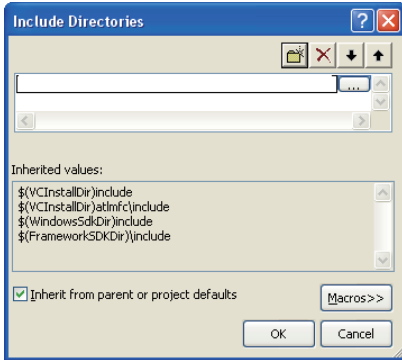 Include Directories
...
Inherited values:
$(VCInstallDir)include
$(VCInstallDir)atlmfc\include
$(WindowsSdkDir)include
$(FrameworkSDKDir)\include
Inherit from parent or project defaults
Macros>>
OK Cancel